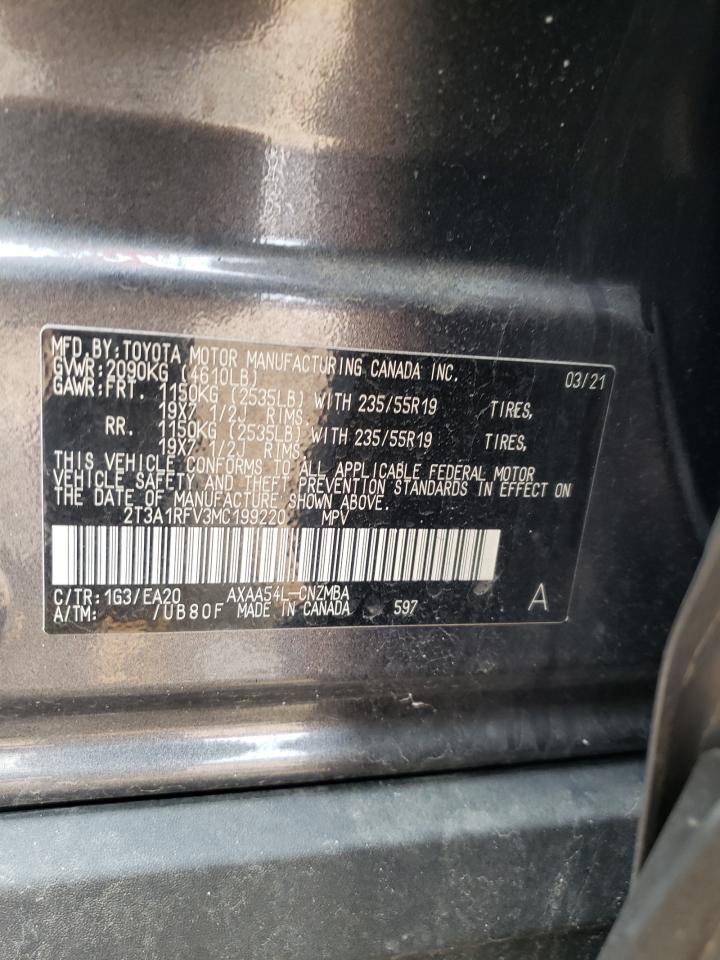 MFD.BY:TOYOTA MOTOR MANUFACTURING CANADA INC.
GVWR:2090KG (4610LB) 03/21
GAWR:FRT. 1150KG (2535LB) WITH 235/55R19 TIRES,
19X7 1/2J RIMS,
RR. 1150KG (2535LB) WITH 235/55R19 TIRES,
19X7 1/2J RIMS
THIS VEHICLE CONFORMS TO ALL APPLICABLE FEDERAL MOTOR
VEHICLE SAFETY AND THEFT PREVENTION STANDARDS IN EFFECT ON
THE DATE OF MANUFACTURE SHOWN ABOVE.
2T3A1RFV3MC199220 MPV
C/TR:1G3/EA20 AXAA54L-CNZMBA
A/TM: /UB80F MADE IN CANADA 597 A